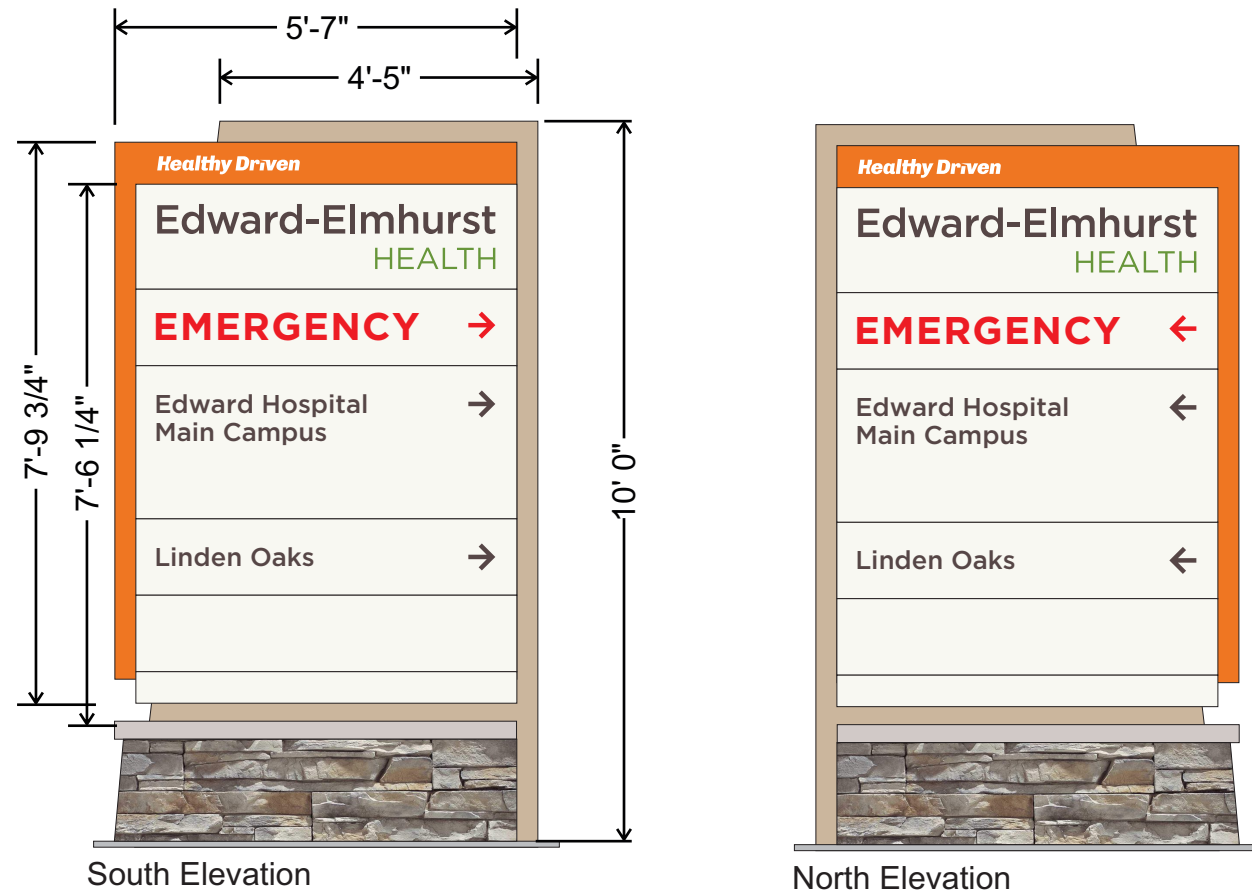 5'-7"
4'-5"
7'-9 3/4"
7'-6 1/4"
10' 0"
Healthy Driven
Edward-Elmhurst
HEALTH
EMERGENCY →
Edward Hospital →
Main Campus
Linden Oaks →
South Elevation
Healthy Driven
Edward-Elmhurst
HEALTH
EMERGENCY ←
Edward Hospital ←
Main Campus
Linden Oaks ←
North Elevation